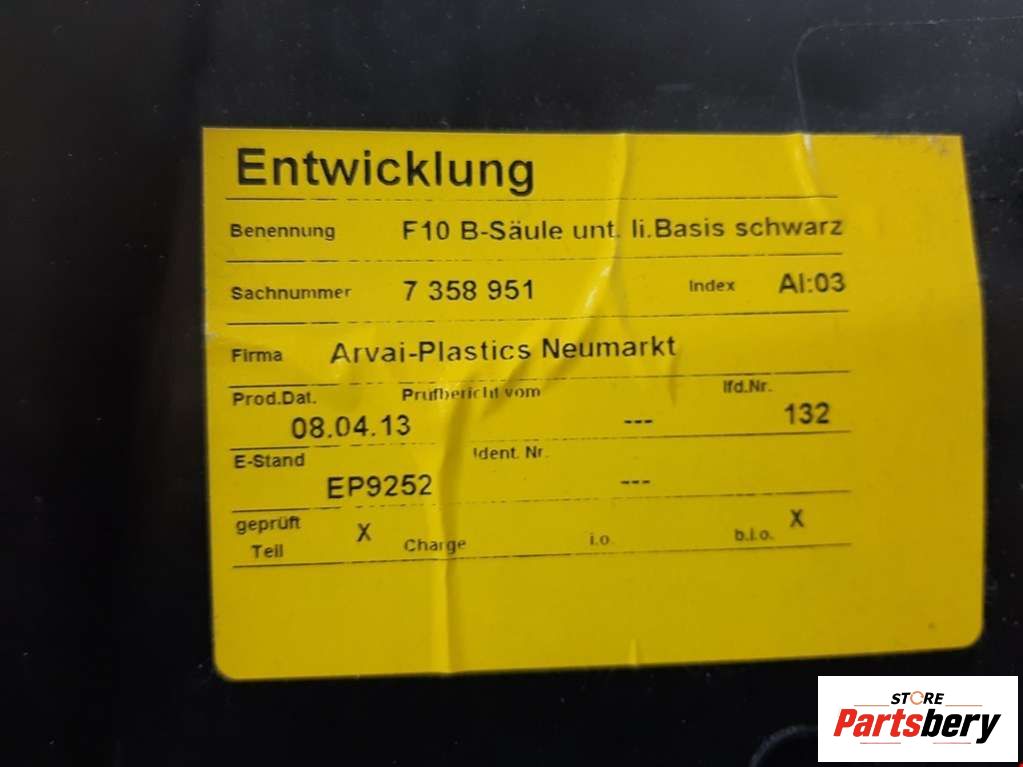 Entwicklung
Benennung F10 B-Säule unt. li.Basis schwarz
Sachnummer 7 358 951 Index AI:03
Firma Arvai-Plastics Neumarkt
Prod.Dat. Prüfbericht vom lfd.Nr.
08.04.13 --- 132
E-Stand Ident. Nr.
EP9252 ---
geprüft X X
Teil Charge i.o. b.i.o.
STORE
Partsbery